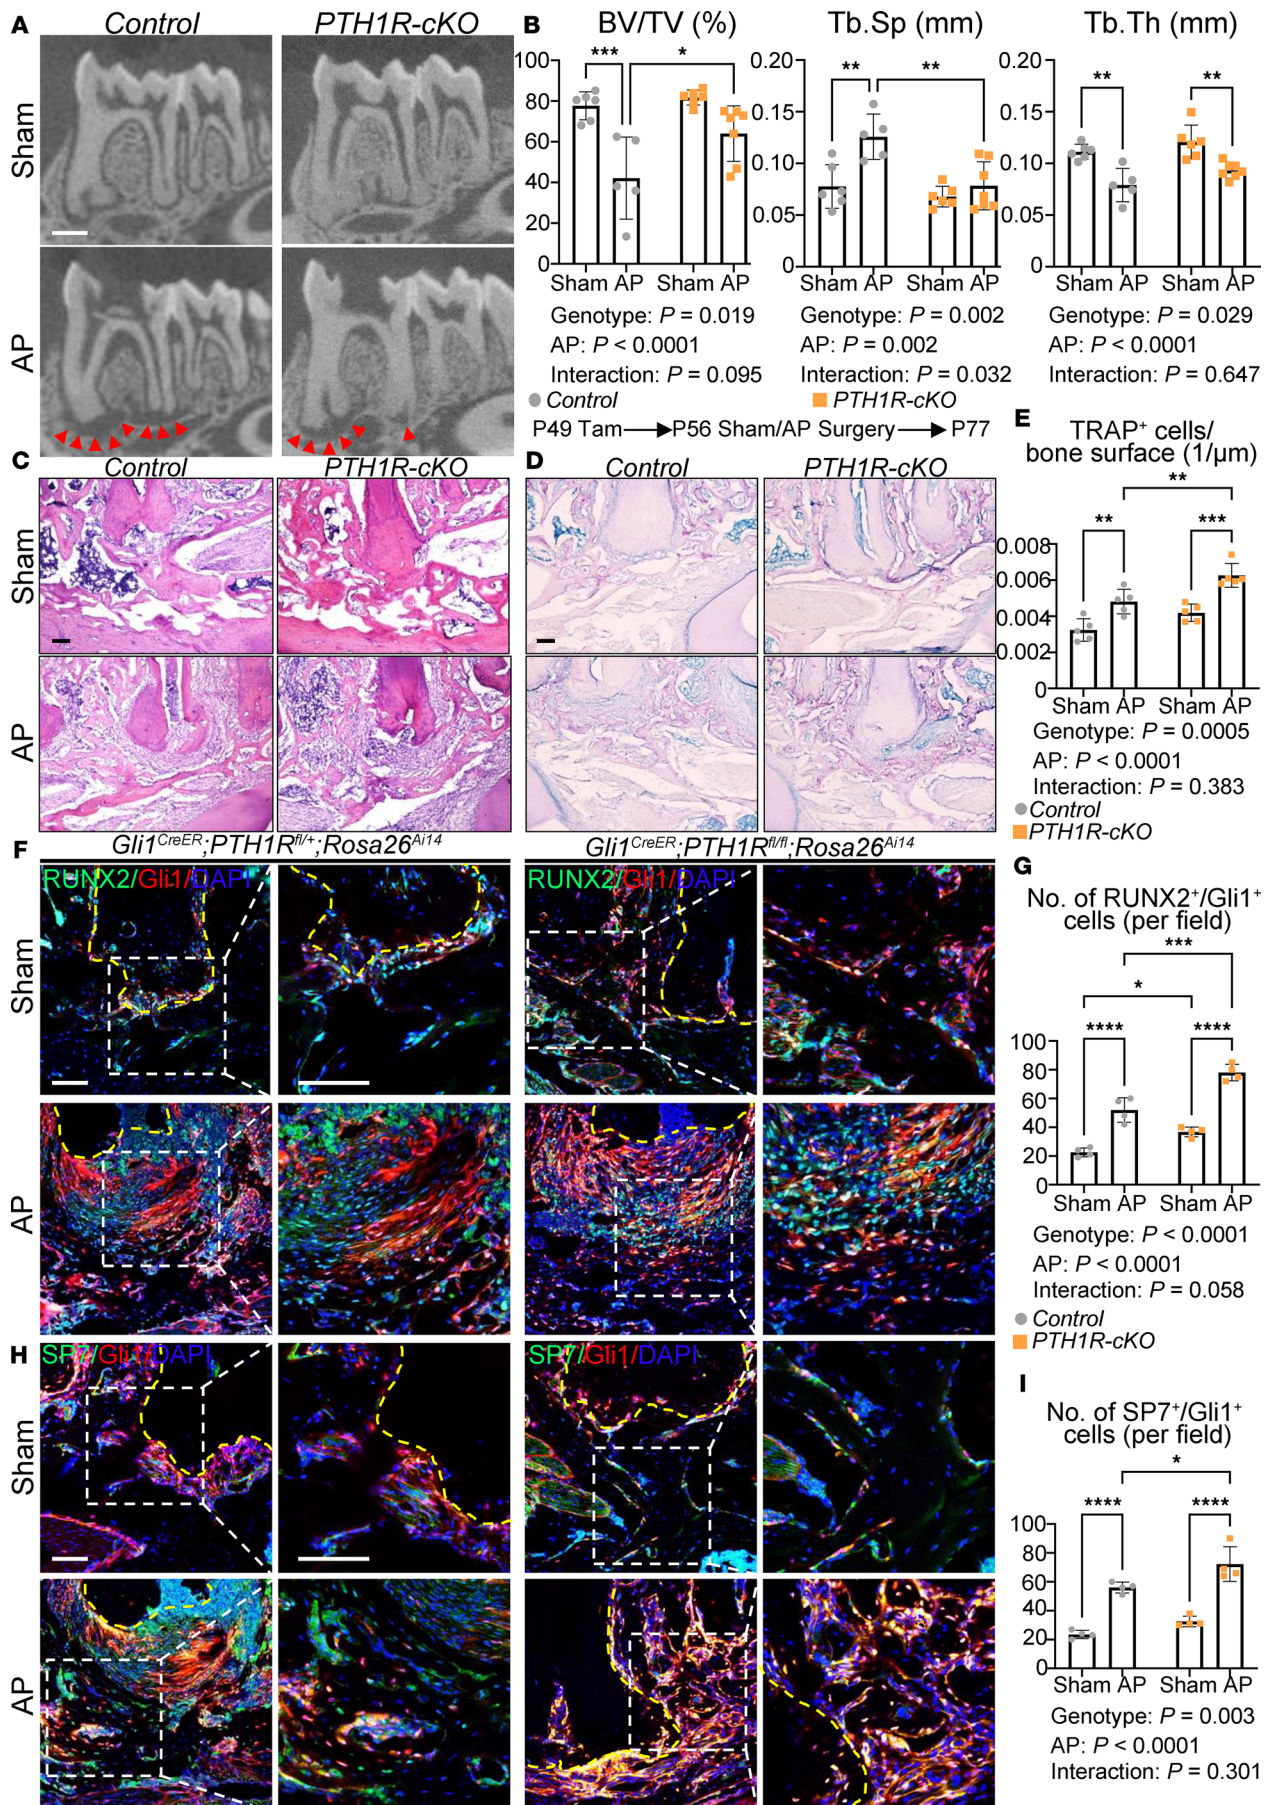 A
Control
PTH1R-cKO
Sham
AP
B
BV/TV (%)
Tb.Sp (mm)
Tb.Th (mm)
100
80
60
40
20
0
***
*
Sham AP
Sham AP
Genotype: P = 0.019
AP: P < 0.0001
Interaction: P = 0.095
0.20
0.15
0.10
0.05
0
**
**
Sham AP
Sham AP
Genotype: P = 0.002
AP: P = 0.002
Interaction: P = 0.032
0.20
0.15
0.10
0.05
0
**
**
Sham AP
Sham AP
Genotype: P = 0.029
AP: P < 0.0001
Interaction: P = 0.647
Control
PTH1R-cKO
P49 Tam P56 Sham/AP Surgery P77
C
Control
PTH1R-cKO
Sham
AP
D
Control
PTH1R-cKO
E
TRAP+ cells/
bone surface (1/µm)
**
**
***
0.008
0.006
0.004
0.002
0
Sham AP
Sham AP
Genotype: P = 0.0005
AP: P < 0.0001
Interaction: P = 0.383
Control
PTH1R-cKO
F
Gli1CreER;PTH1Rfl/+;Rosa26Ai14
Gli1CreER;PTH1Rfl/fl;Rosa26Ai14
RUNX2/Gli1/DAPI
RUNX2/Gli1/DAPI
Sham
AP
G
No. of RUNX2+/Gli1+
cells (per field)
***
*
****
****
100
80
60
40
20
0
Sham AP
Sham AP
Genotype: P < 0.0001
AP: P < 0.0001
Interaction: P = 0.058
Control
PTH1R-cKO
H
SP7/Gli1/DAPI
SP7/Gli1/DAPI
Sham
AP
I
No. of SP7+/Gli1+
cells (per field)
*
****
****
100
80
60
40
20
0
Sham AP
Sham AP
Genotype: P = 0.003
AP: P < 0.0001
Interaction: P = 0.301